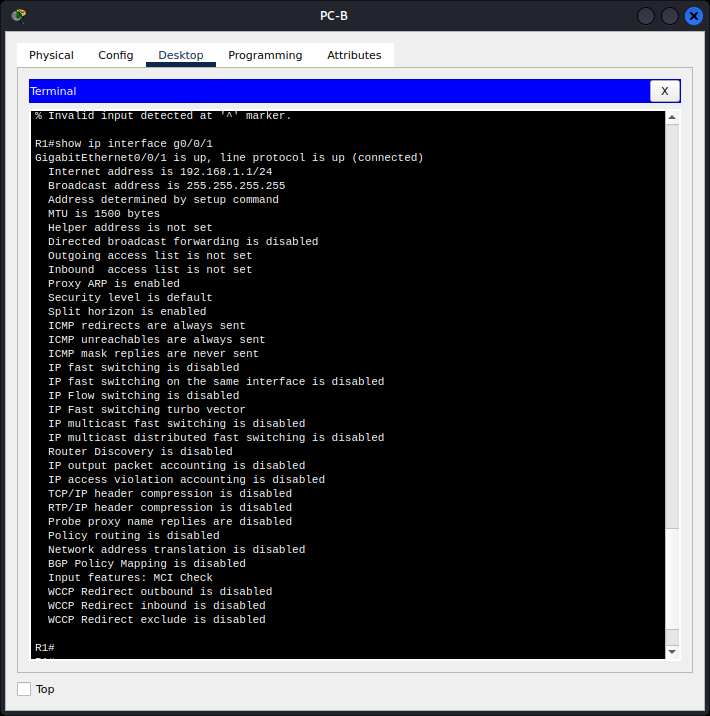 PC-B
Physical Config Desktop Programming Attributes
Terminal X
% Invalid input detected at '^' marker.
R1#show ip interface g0/0/1
GigabitEthernet0/0/1 is up, line protocol is up (connected)
Internet address is 192.168.1.1/24
Broadcast address is 255.255.255.255
Address determined by setup command
MTU is 1500 bytes
Helper address is not set
Directed broadcast forwarding is disabled
Outgoing access list is not set
Inbound  access list is not set
Proxy ARP is enabled
Security level is default
Split horizon is enabled
ICMP redirects are always sent
ICMP unreachables are always sent
ICMP mask replies are never sent
IP fast switching is disabled
IP fast switching on the same interface is disabled
IP Flow switching is disabled
IP Fast switching turbo vector
IP multicast fast switching is disabled
IP multicast distributed fast switching is disabled
Router Discovery is disabled
IP output packet accounting is disabled
IP access violation accounting is disabled
TCP/IP header compression is disabled
RTP/IP header compression is disabled
Probe proxy name replies are disabled
Policy routing is disabled
Network address translation is disabled
BGP Policy Mapping is disabled
Input features: MCI Check
WCCP Redirect outbound is disabled
WCCP Redirect inbound is disabled
WCCP Redirect exclude is disabled
R1#
Top